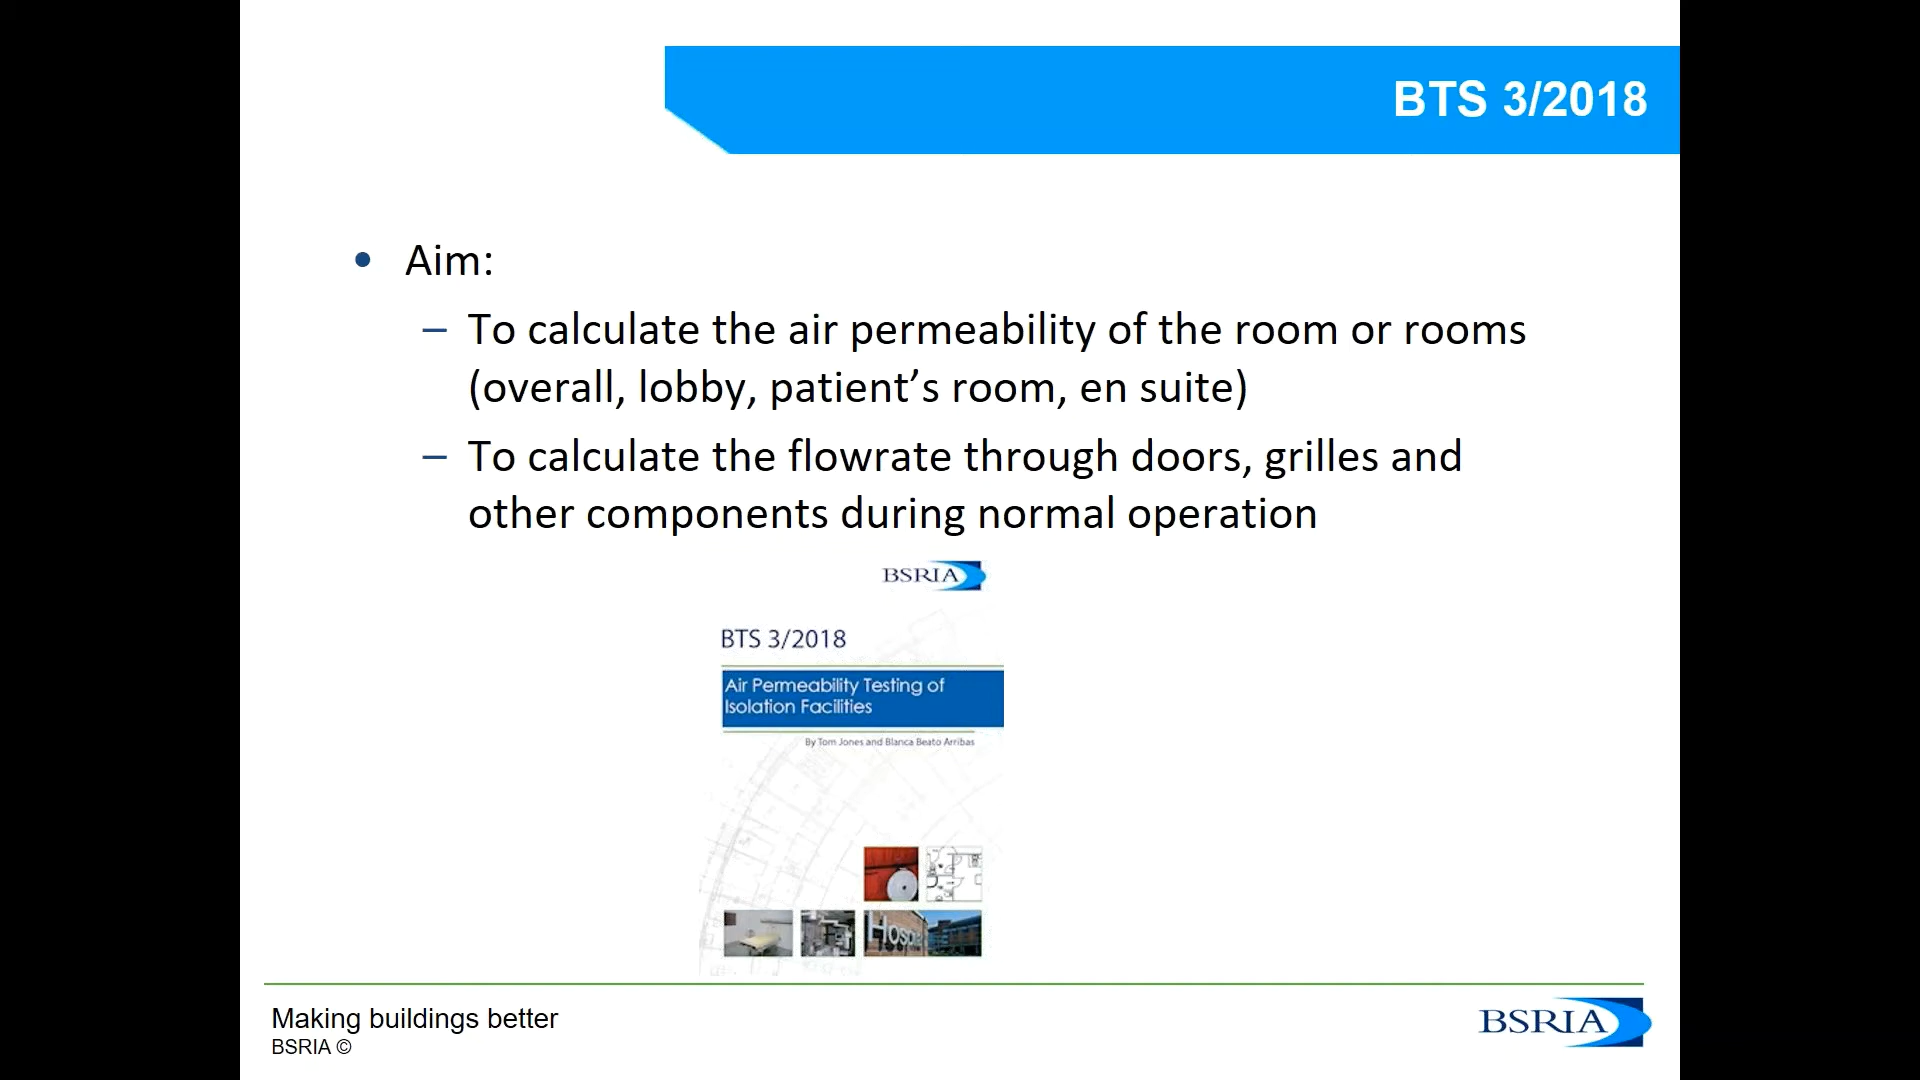 BTS 3/2018
• Aim:
– To calculate the air permeability of the room or rooms
(overall, lobby, patient’s room, en suite)
– To calculate the flowrate through doors, grilles and
other components during normal operation
BSRIA
BTS 3/2018
Air Permeability Testing of
Isolation Facilities
By Tom Jones and Blanca Beato Arribas
Making buildings better
BSRIA ©
BSRIA